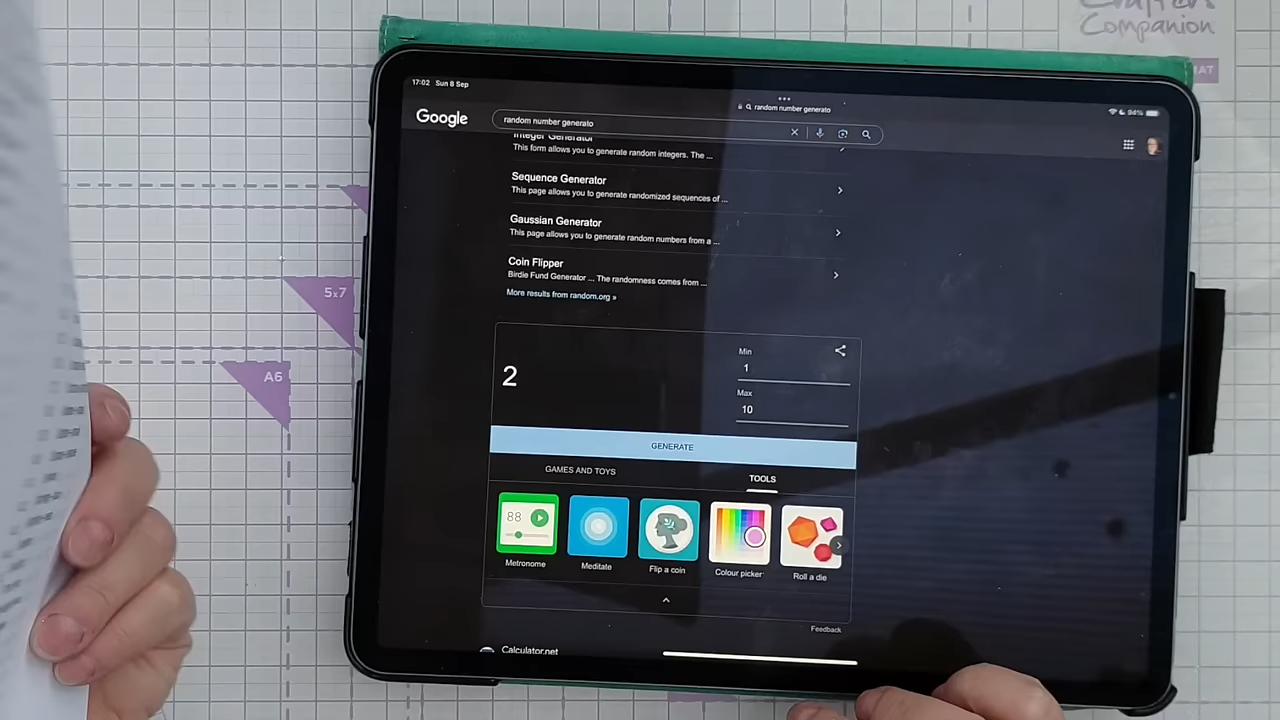 Crafters
Companion
MAT
17:02 Sun 8 Sep
random number generato
94%
Google
random number generato
Integer Generator
This form allows you to generate random integers. The ...
Sequence Generator
This page allows you to generate randomized sequences of ...
Gaussian Generator
This page allows you to generate random numbers from a ...
Coin Flipper
Birdie Fund Generator ... The randomness comes from ...
More results from random.org »
2
Min
1
Max
10
GENERATE
GAMES AND TOYS
TOOLS
88
Metronome
Meditate
Flip a coin
Colour picker
Roll a die
Feedback
Calculator.net
5x7
A6